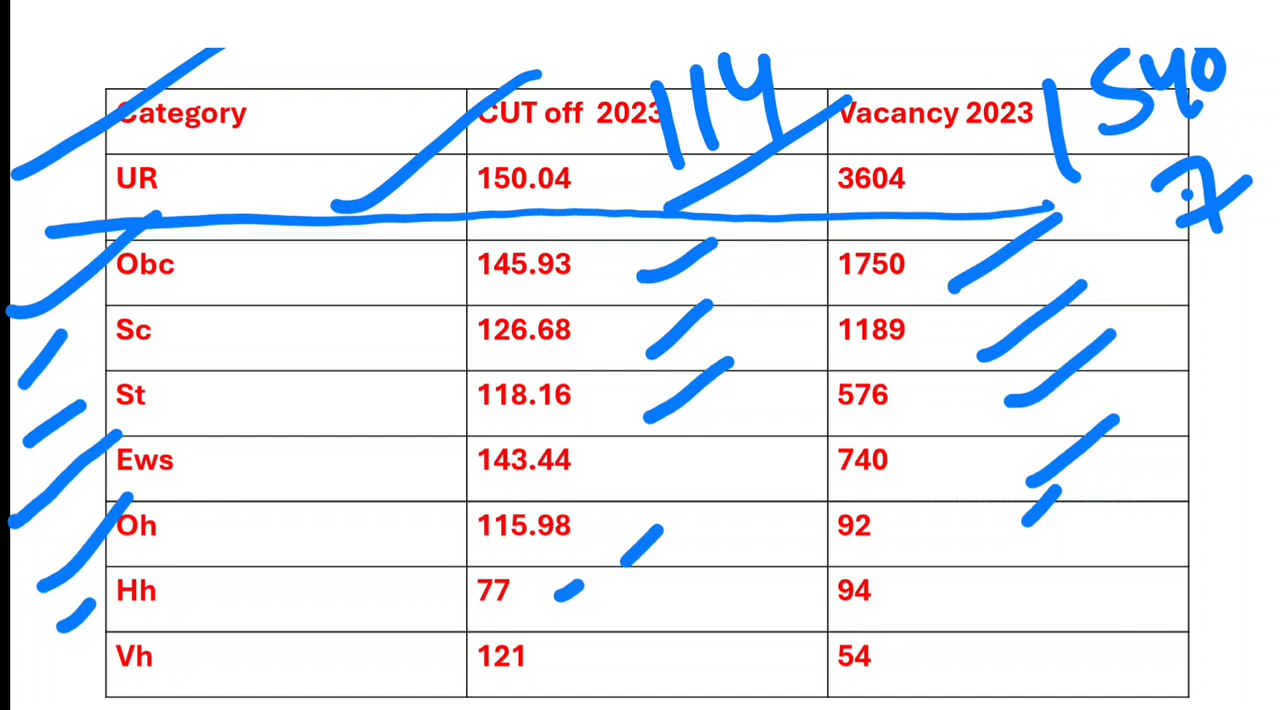 Category CUT off 2023 Vacancy 2023
114
1540
7
UR 150.04 3604
Obc 145.93 1750
Sc 126.68 1189
St 118.16 576
Ews 143.44 740
Oh 115.98 92
Hh 77 94
Vh 121 54